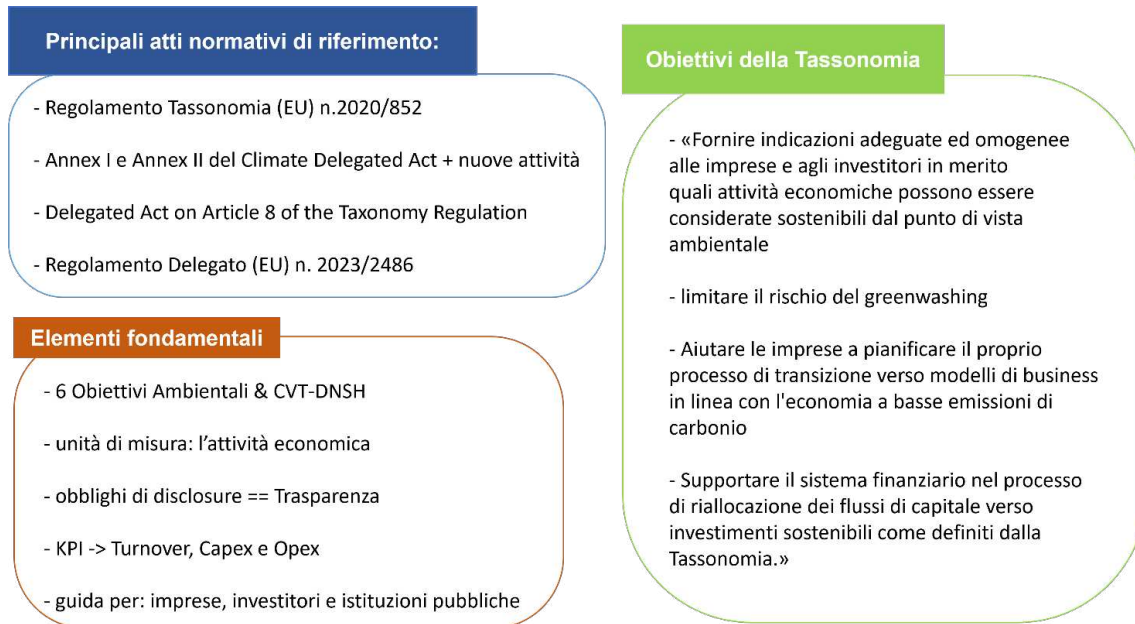 Principali atti normativi di riferimento:
- Regolamento Tassonomia (EU) n.2020/852
- Annex I e Annex II del Climate Delegated Act + nuove attività
- Delegated Act on Article 8 of the Taxonomy Regulation
- Regolamento Delegato (EU) n. 2023/2486
Elementi fondamentali
- 6 Obiettivi Ambientali & CVT-DNSH
- unità di misura: l’attività economica
- obblighi di disclosure == Trasparenza
- KPI -> Turnover, Capex e Opex
- guida per: imprese, investitori e istituzioni pubbliche
Obiettivi della Tassonomia
- «Fornire indicazioni adeguate ed omogenee
alle imprese e agli investitori in merito
quali attività economiche possono essere
considerate sostenibili dal punto di vista
ambientale
- limitare il rischio del greenwashing
- Aiutare le imprese a pianificare il proprio
processo di transizione verso modelli di business
in linea con l'economia a basse emissioni di
carbonio
- Supportare il sistema finanziario nel processo
di riallocazione dei flussi di capitale verso
investimenti sostenibili come definiti dalla
Tassonomia.»